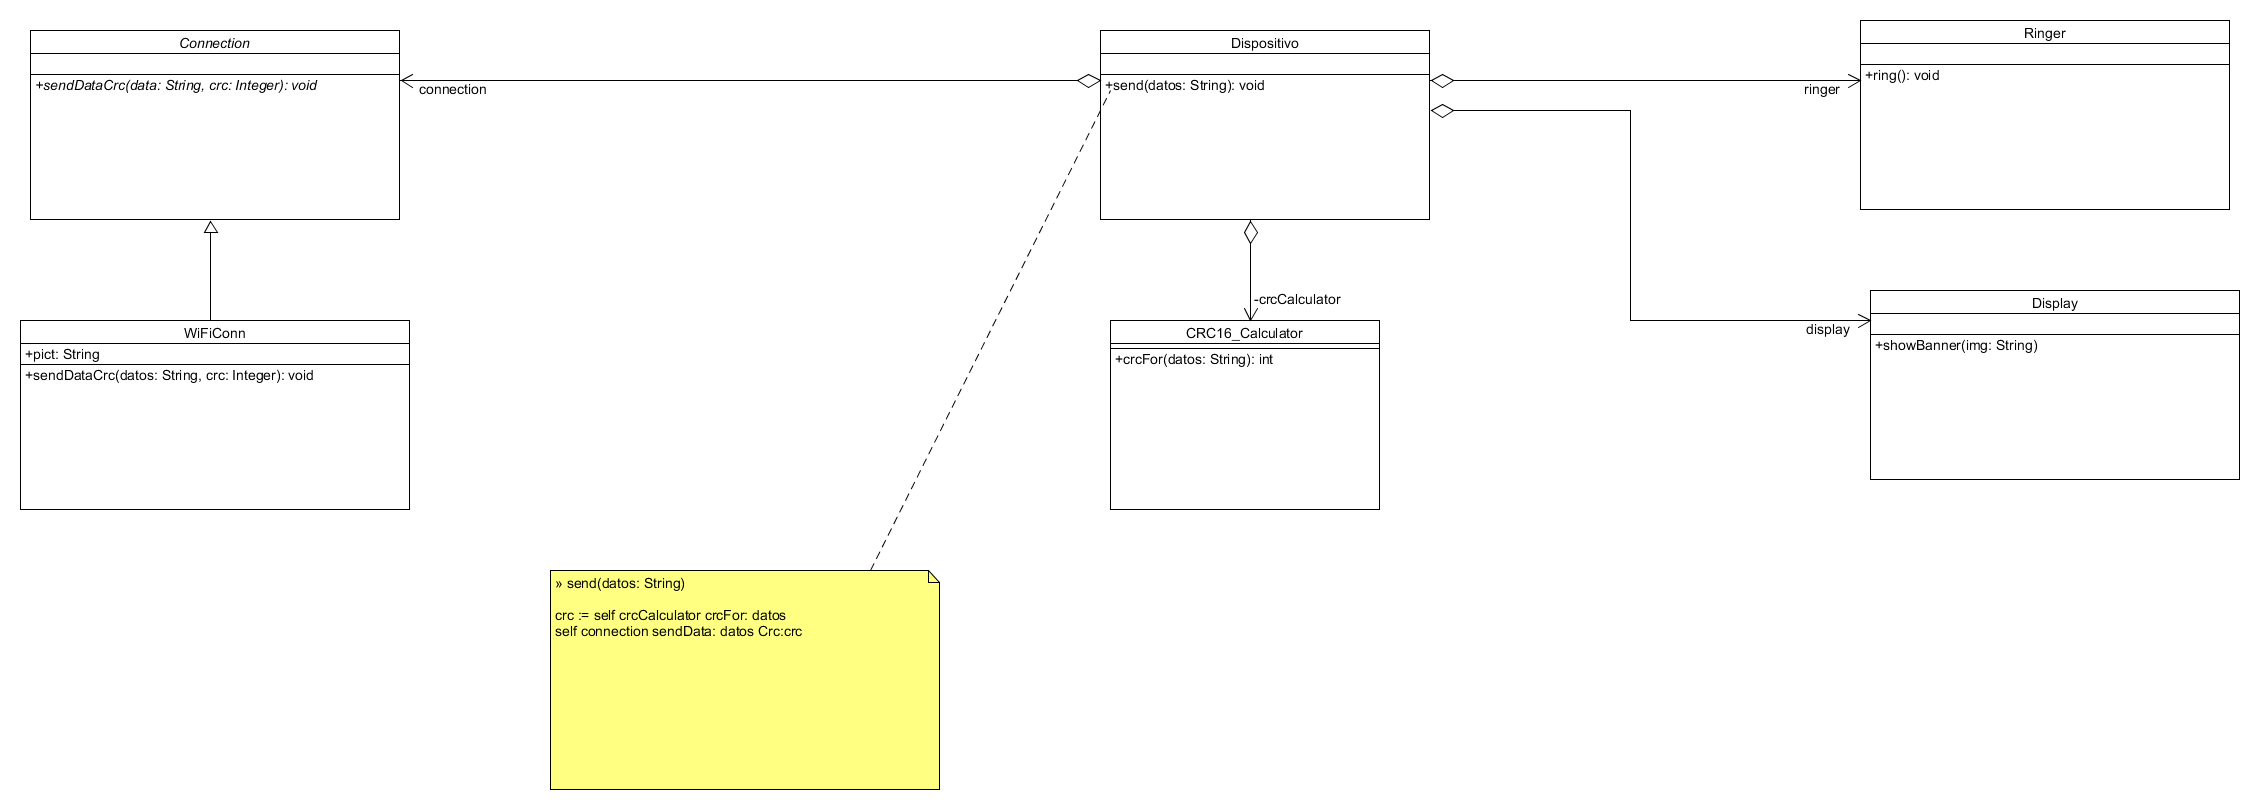 Connection
+sendDataCrc(data: String, crc: Integer): void
connection
Dispositivo
+send(datos: String): void
Ringer
+ring(): void
ringer
WiFiConn
+pict: String
+sendDataCrc(datos: String, crc: Integer): void
-crcCalculator
CRC16_Calculator
+crcFor(datos: String): int
Display
+showBanner(img: String)
display
» send(datos: String)
crc := self crcCalculator crcFor: datos
self connection sendData: datos Crc:crc